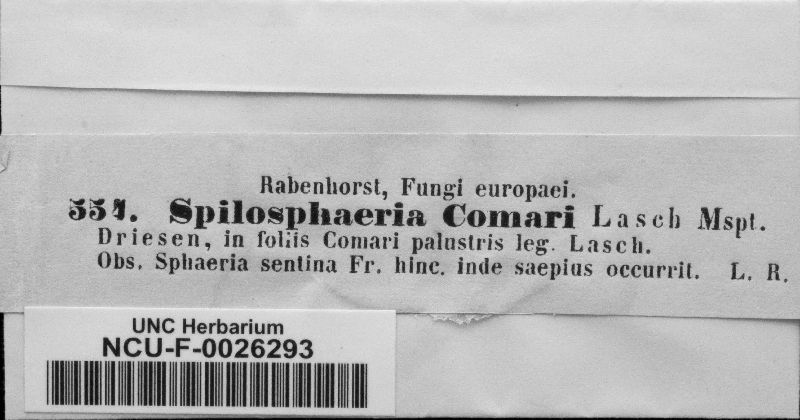 Rabenhorst, Fungi europaei.
551. Spilosphaeria Comari Lasch Mspt.
Driesen, in foliis Comari palustris leg. Lasch.
Obs. Sphaeria sentina Fr. hinc. inde saepius occurrit. L. R.
UNC Herbarium
NCU-F-0026293